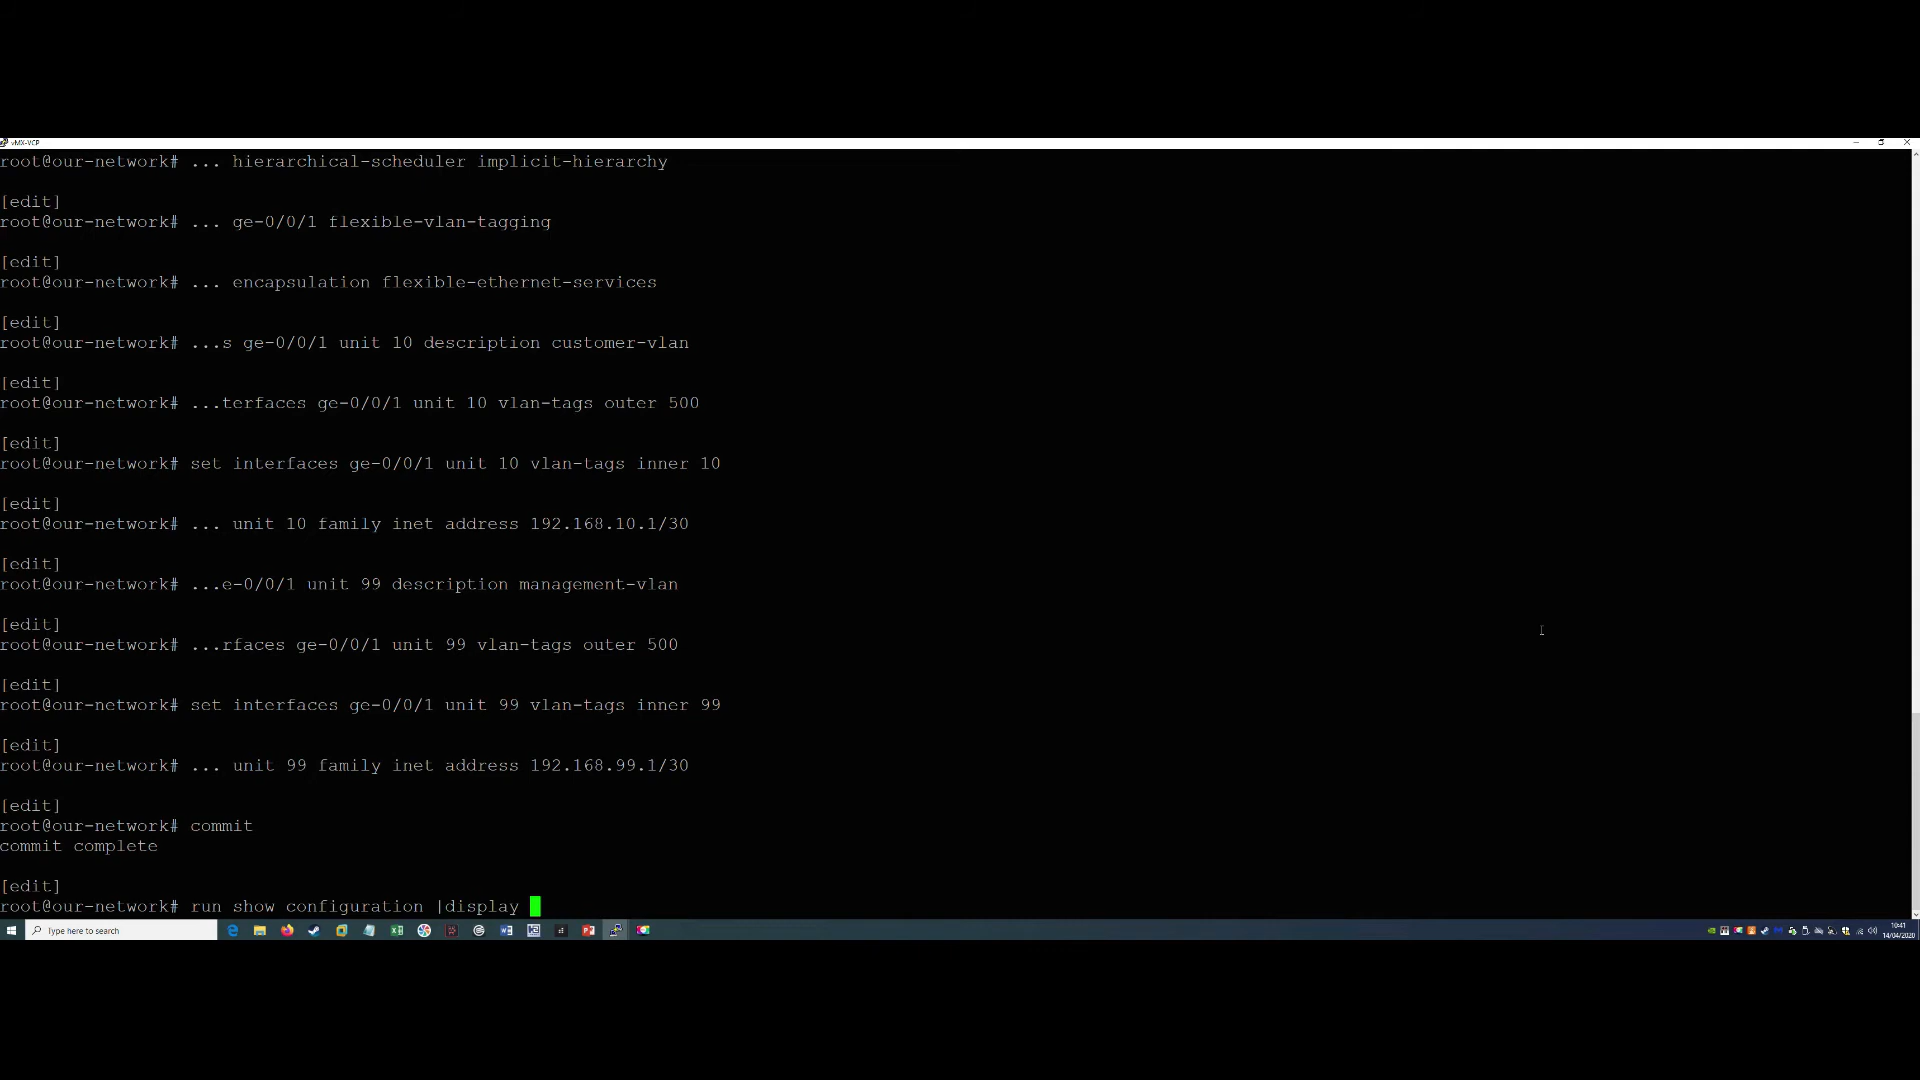 vMX-VCP
root@our-network# ... hierarchical-scheduler implicit-hierarchy
[edit]
root@our-network# ... ge-0/0/1 flexible-vlan-tagging
[edit]
root@our-network# ... encapsulation flexible-ethernet-services
[edit]
root@our-network# ...s ge-0/0/1 unit 10 description customer-vlan
[edit]
root@our-network# ...terfaces ge-0/0/1 unit 10 vlan-tags outer 500
[edit]
root@our-network# set interfaces ge-0/0/1 unit 10 vlan-tags inner 10
[edit]
root@our-network# ... unit 10 family inet address 192.168.10.1/30
[edit]
root@our-network# ...e-0/0/1 unit 99 description management-vlan
[edit]
root@our-network# ...rfaces ge-0/0/1 unit 99 vlan-tags outer 500
[edit]
root@our-network# set interfaces ge-0/0/1 unit 99 vlan-tags inner 99
[edit]
root@our-network# ... unit 99 family inet address 192.168.99.1/30
[edit]
root@our-network# commit
commit complete
[edit]
root@our-network# run show configuration |display
Type here to search
10:41
14/04/2020